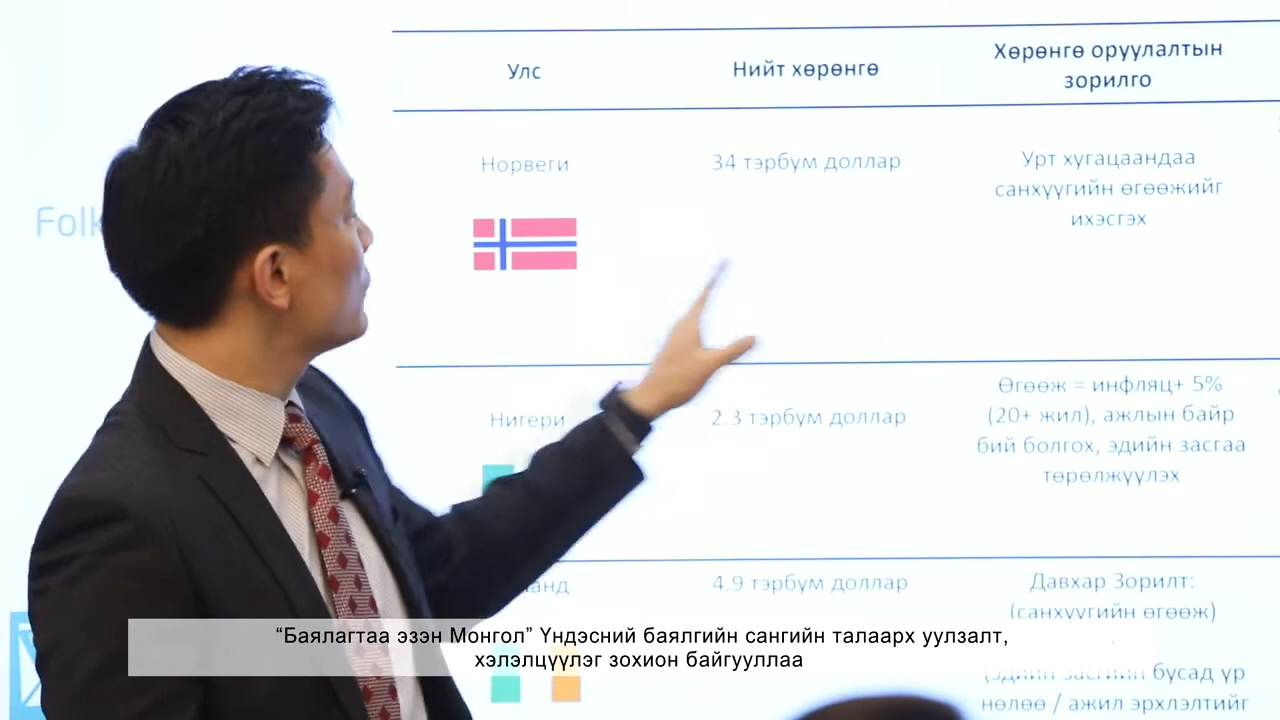 Улс
Нийт хөрөнгө
Хөрөнгө оруулалтын
зорилго
Folk
Норвеги
34 тэрбум доллар
Урт хугацаандаа
санхүүгийн өгөөжийг
ихэсгэх
Нигери
2.3 тэрбум доллар
Өгөөж = инфляц+ 5%
(20+ жил), ажлын байр
бий болгох, эдийн засгаа
төрөлжүүлэх
ланд
4.9 тэрбум доллар
Давхар Зорилт:
(санхүүгийн өгөөж)
“Баялагтаа эзэн Монгол” Үндэсний баялгийн сангийн талаарх уулзалт,
хэлэлцүүлэг зохион байгууллаа
(эдийн засгийн бусад үр
нөлөө / ажил эрхлэлтийг